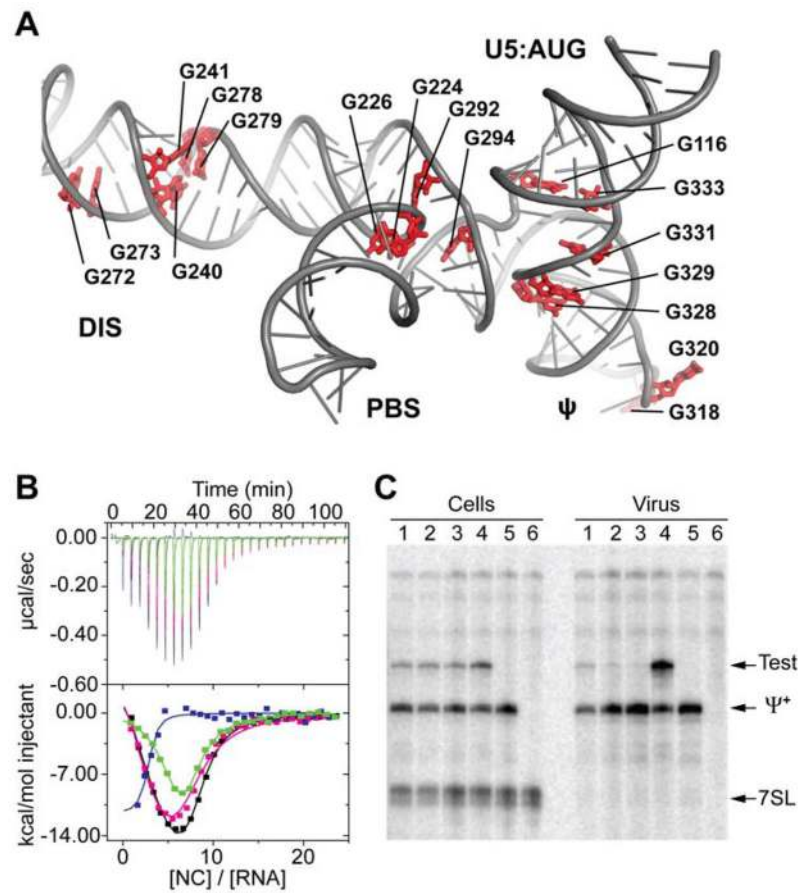 A
U5:AUG
G241
G278
G279
G226
G224
G292
G294
G116
G333
G331
G329
G328
G320
G318
G273
G272
G240
DIS
PBS
ψ
B
Time (min)
0 20 40 60 80 100
0.00
-0.20
-0.40
-0.60
µcal/sec
0.00
-7.00
-14.00
kcal/mol injectant
0 10 20
[NC] / [RNA]
C
Cells Virus
1 2 3 4 5 6 1 2 3 4 5 6
Test
Ψ+
7SL